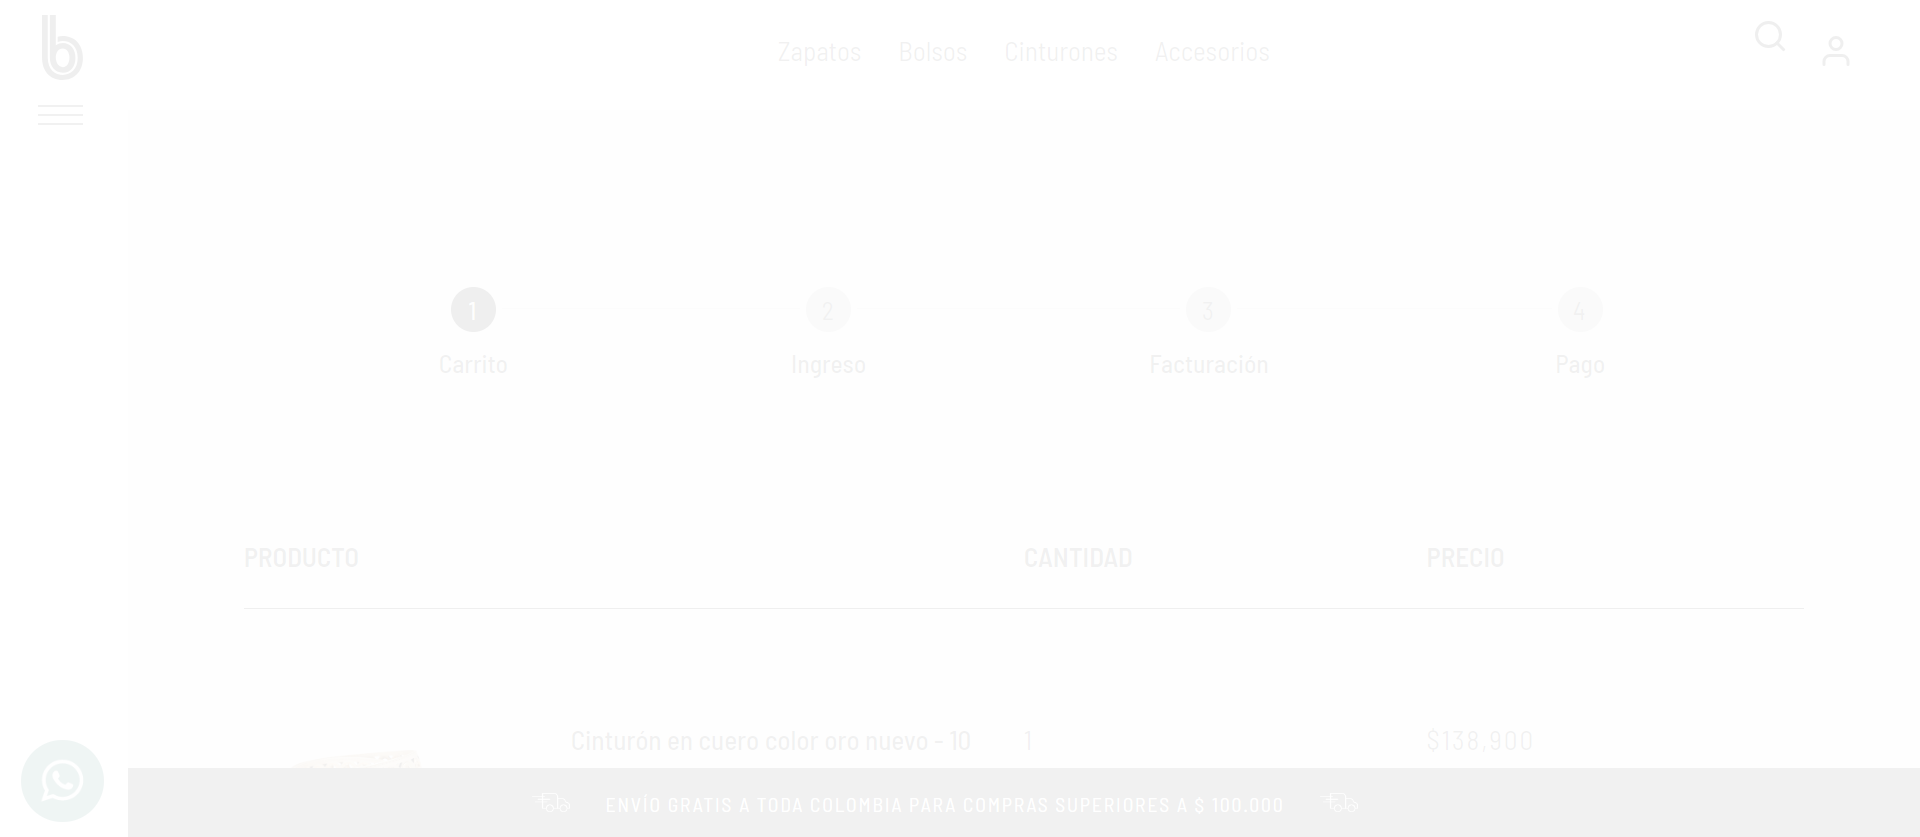 b
Zapatos Bolsos Cinturones Accesorios
1 2 3 4
Carrito Ingreso Facturación Pago
PRODUCTO CANTIDAD PRECIO
Cinturón en cuero color oro nuevo - 10 1 $138,900
ENVÍO GRATIS A TODA COLOMBIA PARA COMPRAS SUPERIORES A $ 100.000